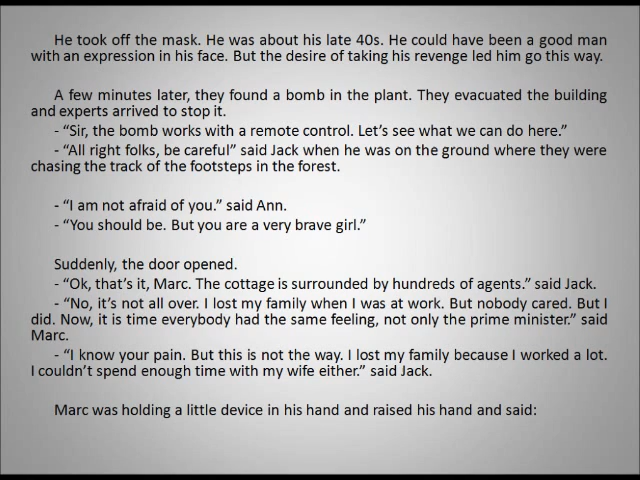 He took off the mask. He was about his late 40s. He could have been a good man
with an expression in his face. But the desire of taking his revenge led him go this way.
A few minutes later, they found a bomb in the plant. They evacuated the building
and experts arrived to stop it.
- “Sir, the bomb works with a remote control. Let’s see what we can do here.”
- “All right folks, be careful” said Jack when he was on the ground where they were
chasing the track of the footsteps in the forest.
- “I am not afraid of you.” said Ann.
- “You should be. But you are a very brave girl.”
Suddenly, the door opened.
- “Ok, that’s it, Marc. The cottage is surrounded by hundreds of agents.” said Jack.
- “No, it’s not all over. I lost my family when I was at work. But nobody cared. But I
did. Now, it is time everybody had the same feeling, not only the prime minister.” said
Marc.
- “I know your pain. But this is not the way. I lost my family because I worked a lot.
I couldn’t spend enough time with my wife either.” said Jack.
Marc was holding a little device in his hand and raised his hand and said: